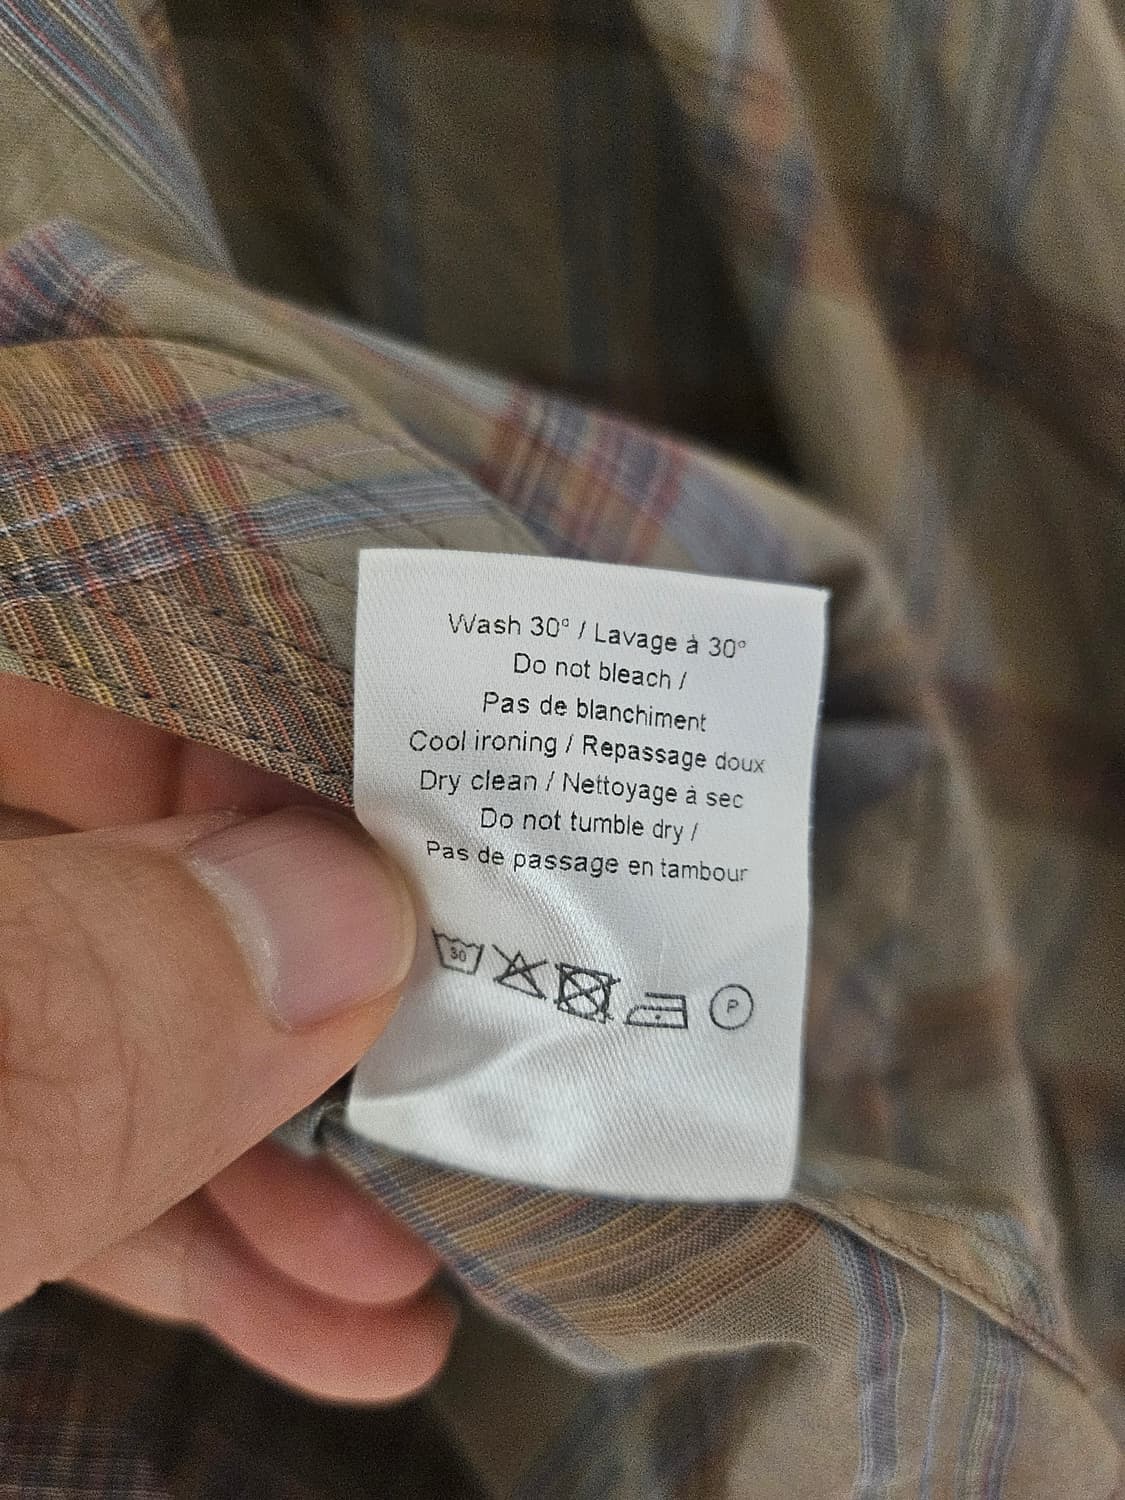 Wash 30° / Lavage à 30°
Do not bleach /
Pas de blanchiment
Cool ironing / Repassage doux
Dry clean / Nettoyage à sec
Do not tumble dry /
Pas de passage en tambour
30 P